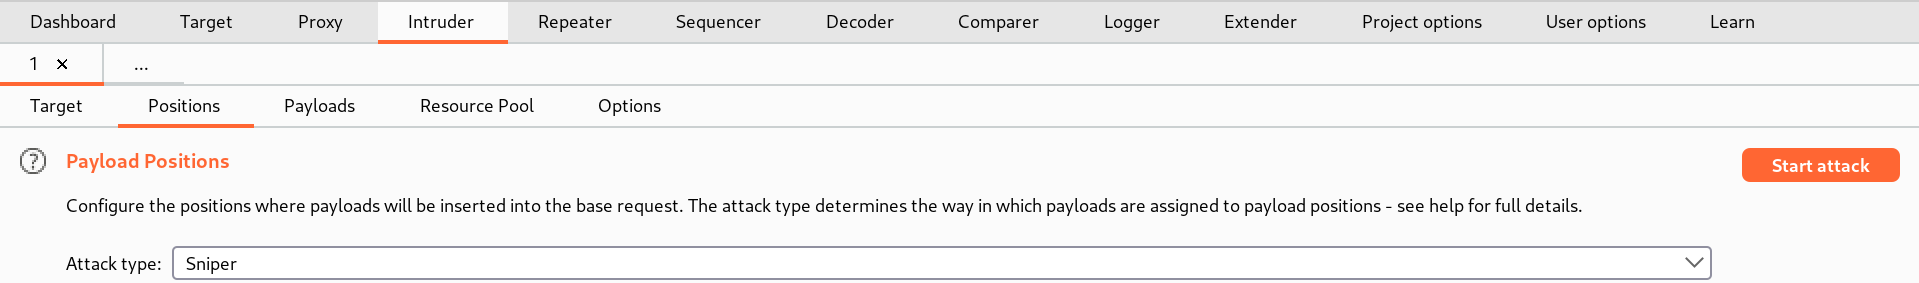 Dashboard Target Proxy Intruder Repeater Sequencer Decoder Comparer Logger Extender Project options User options Learn
1 × ...
Target Positions Payloads Resource Pool Options
? Payload Positions Start attack
Configure the positions where payloads will be inserted into the base request. The attack type determines the way in which payloads are assigned to payload positions - see help for full details.
Attack type: Sniper